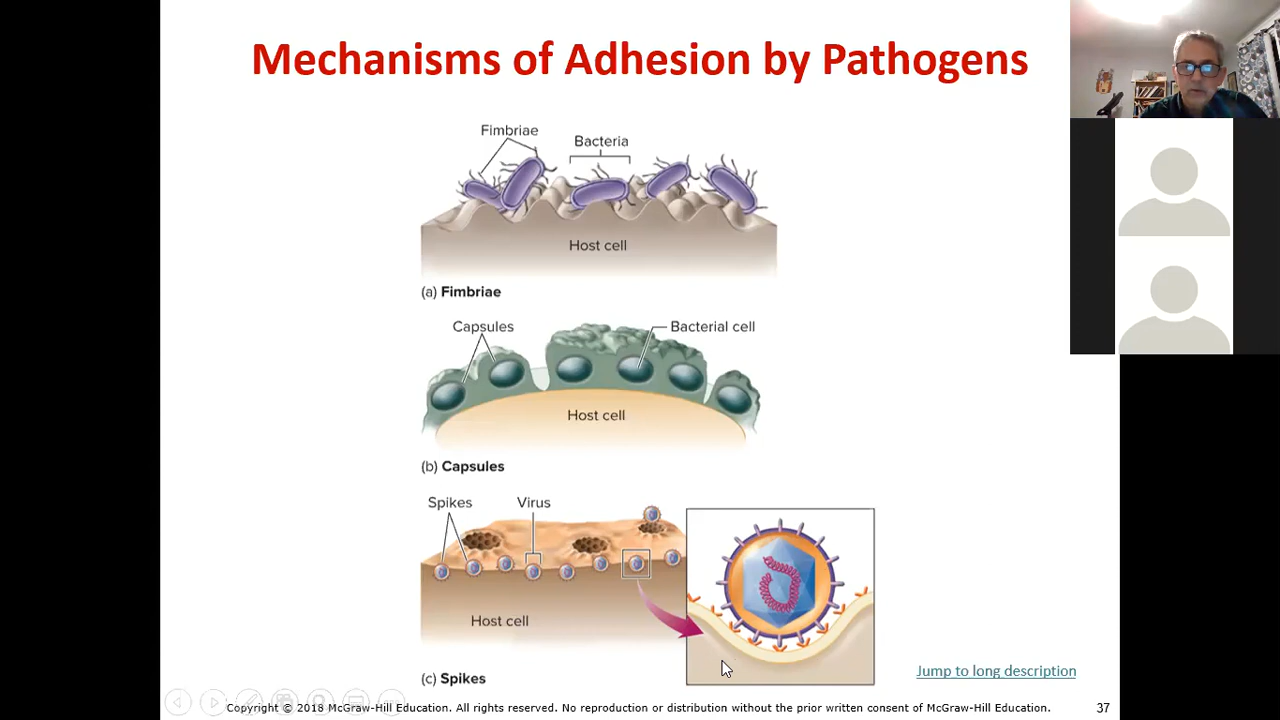 Mechanisms of Adhesion by Pathogens
Fimbriae
Bacteria
Host cell
(a) Fimbriae
Capsules
Bacterial cell
Host cell
(b) Capsules
Spikes
Virus
Host cell
(c) Spikes
Jump to long description
Copyright © 2018 McGraw-Hill Education. All rights reserved. No reproduction or distribution without the prior written consent of McGraw-Hill Education.
37